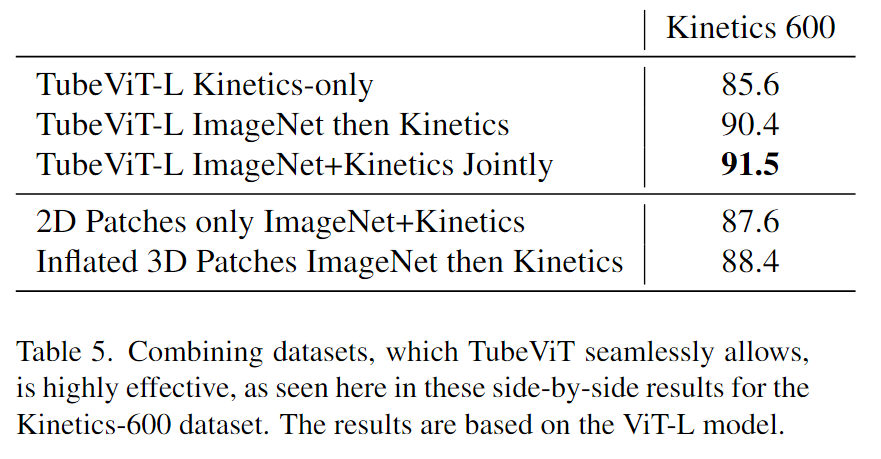 Kinetics 600
TubeViT-L Kinetics-only 85.6
TubeViT-L ImageNet then Kinetics 90.4
TubeViT-L ImageNet+Kinetics Jointly 91.5
2D Patches only ImageNet+Kinetics 87.6
Inflated 3D Patches ImageNet then Kinetics 88.4
Table 5. Combining datasets, which TubeViT seamlessly allows,
is highly effective, as seen here in these side-by-side results for the
Kinetics-600 dataset. The results are based on the ViT-L model.